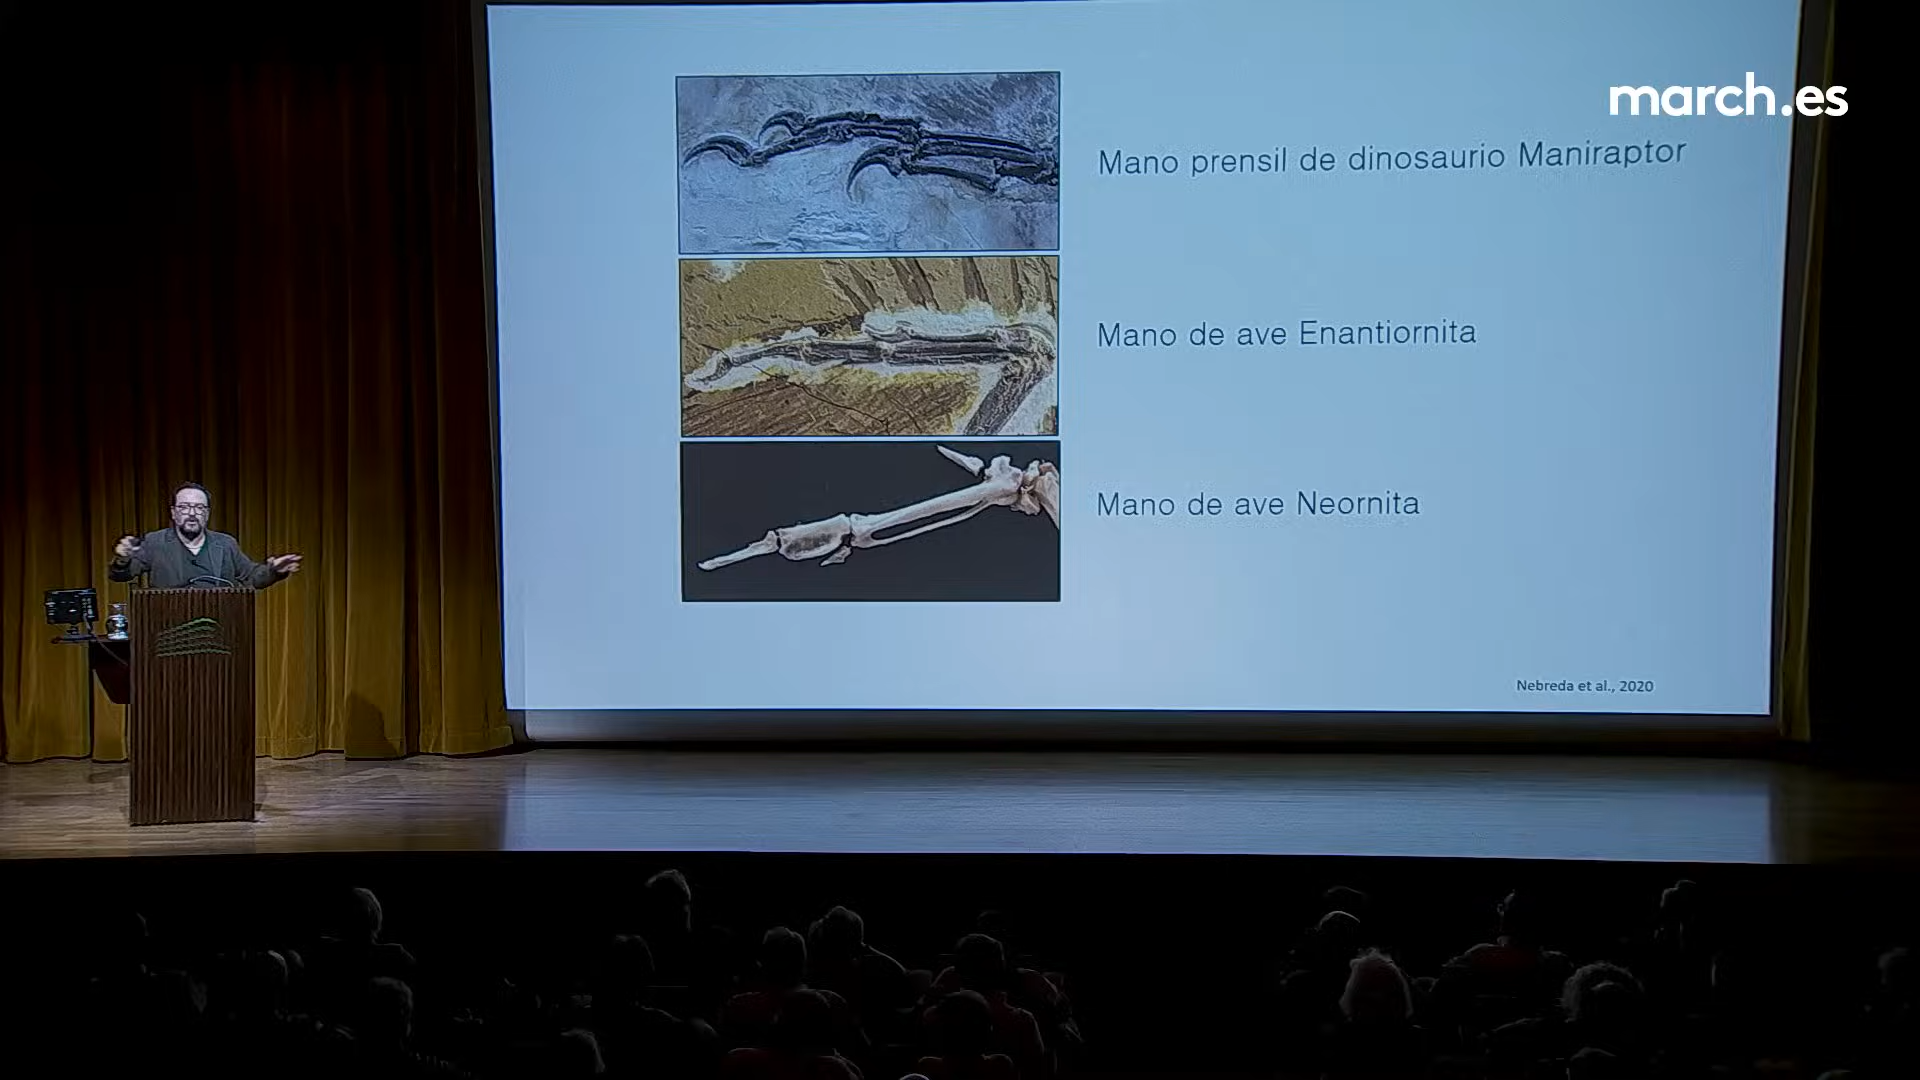 march.es
Mano prensil de dinosaurio Maniraptor
Mano de ave Enantiornita
Mano de ave Neornita
Nebreda et al., 2020